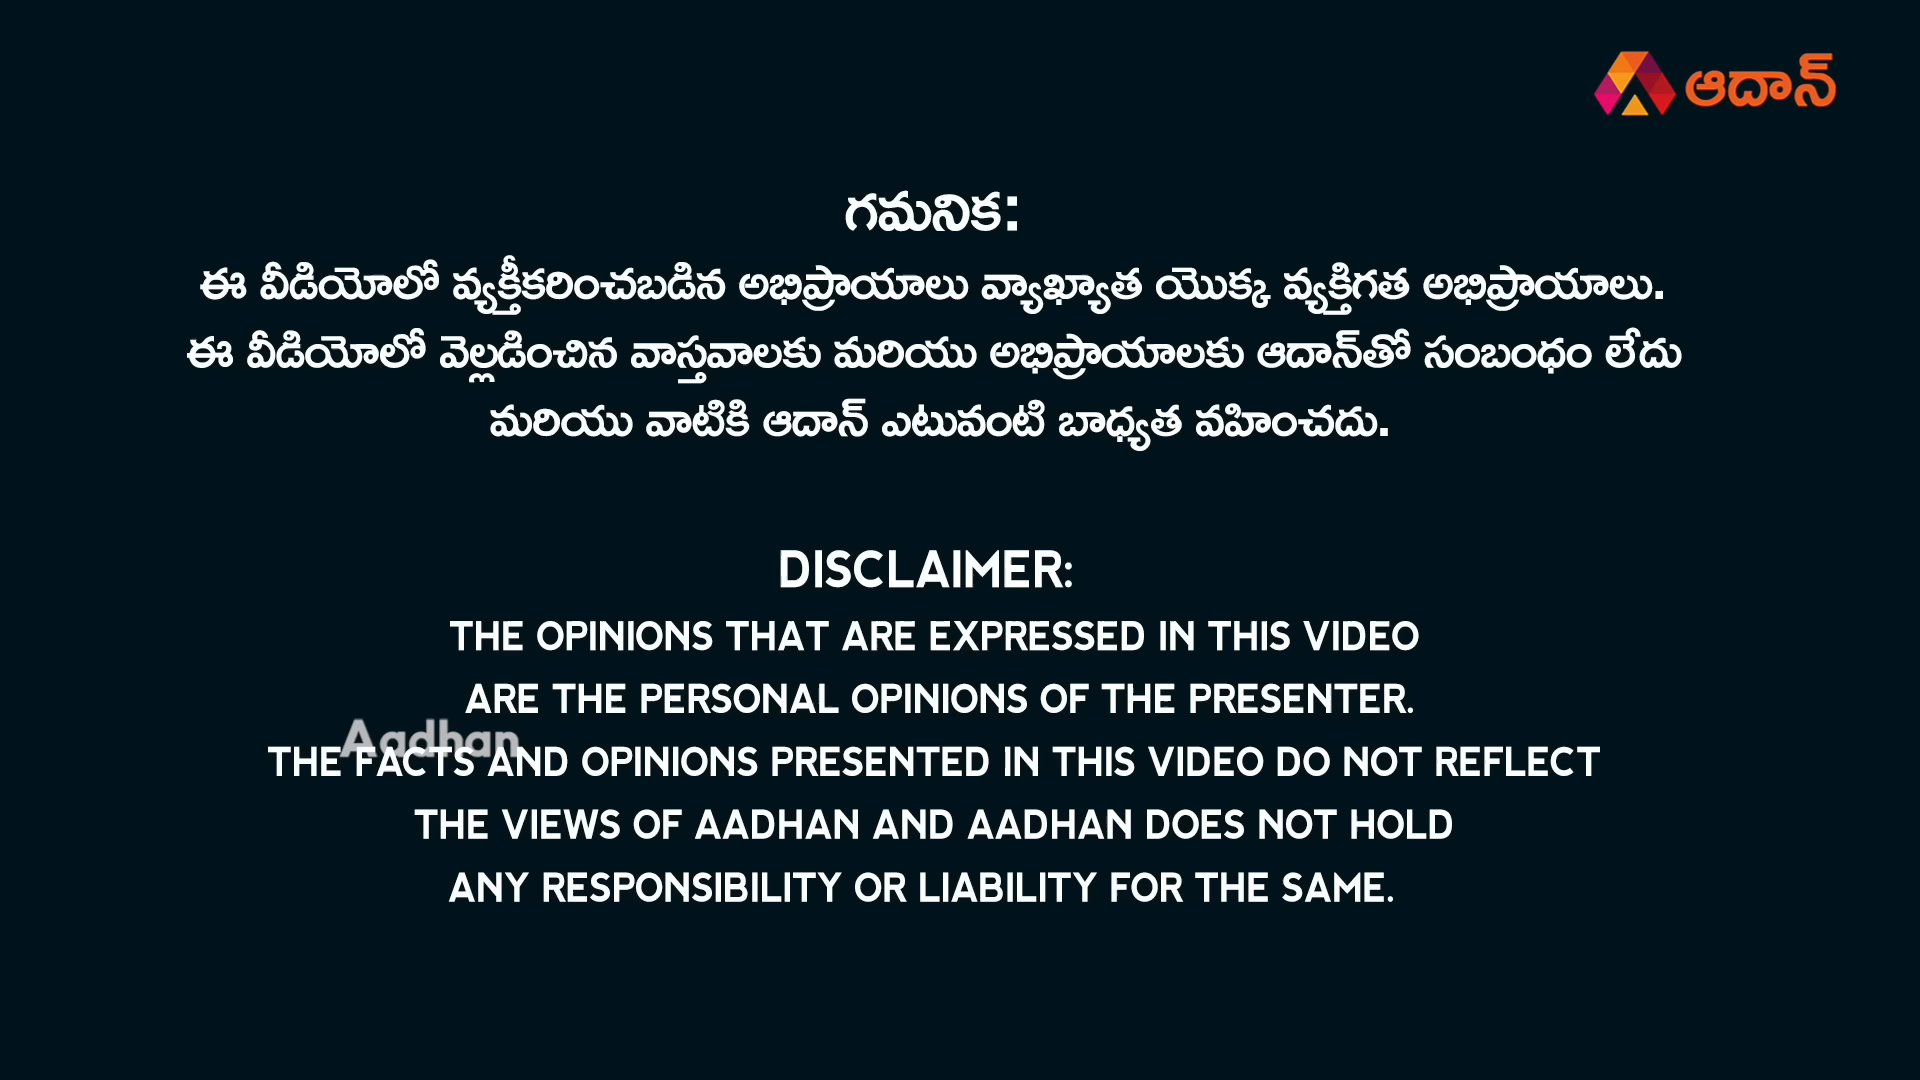 ఆదాన్
గమనిక:
ఈ వీడియోలో వ్యక్తీకరించబడిన అభిప్రాయాలు వ్యాఖ్యాత యొక్క వ్యక్తిగత అభిప్రాయాలు.
ఈ వీడియోలో వెల్లడించిన వాస్తవాలకు మరియు అభిప్రాయాలకు ఆదాన్‌తో సంబంధం లేదు
మరియు వాటికి ఆదాన్ ఎటువంటి బాధ్యత వహించదు.
DISCLAIMER:
THE OPINIONS THAT ARE EXPRESSED IN THIS VIDEO
ARE THE PERSONAL OPINIONS OF THE PRESENTER.
Aadhan
THE FACTS AND OPINIONS PRESENTED IN THIS VIDEO DO NOT REFLECT
THE VIEWS OF AADHAN AND AADHAN DOES NOT HOLD
ANY RESPONSIBILITY OR LIABILITY FOR THE SAME.